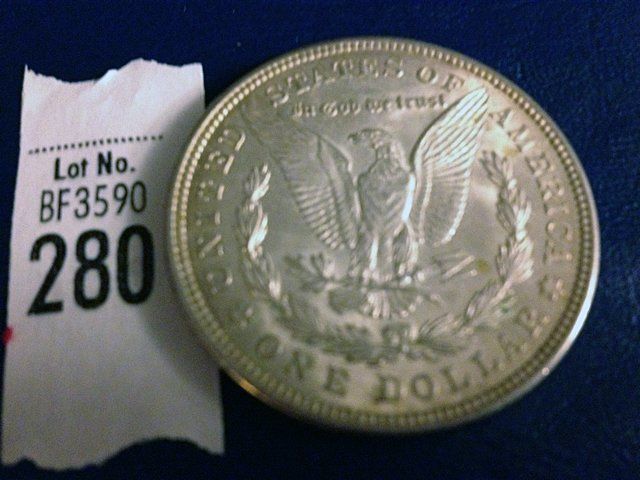 Lot No.
BF3590
280
UNITED STATES OF AMERICA
In God we trust
ONE DOLLAR